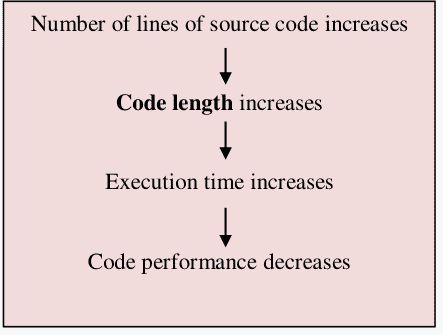 Number of lines of source code increases
Code length increases
Execution time increases
Code performance decreases